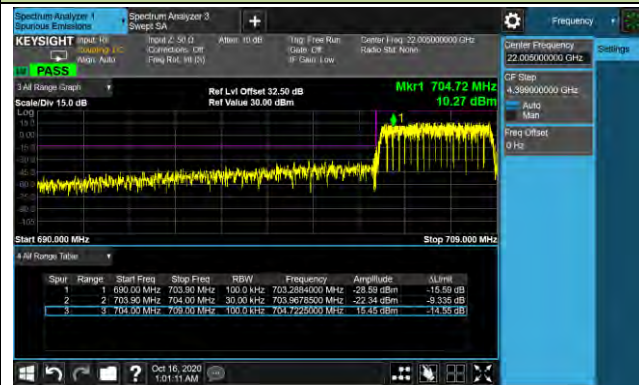 Spectrum Analyzer 1
Spurious Emissions
Spectrum Analyzer 3
Swept SA
Frequency
KEYSIGHT Input: RF
Coupling: DC
Align: Auto
Input Z: 50 Ω
Corrections: Off
Freq Ref: Int (S)
Atten: 10 dB
Trig: Free Run
Gate: Off
IF Gain: Low
Center Freq: 22.005000000 GHz
Radio Std: None
PASS
3 All Range Graph
Scale/Div 15.0 dB
Log
Ref Lvl Offset 32.50 dB
Ref Value 30.00 dBm
Mkr1 704.72 MHz
10.27 dBm
1
15.0
0.00
Start 690.000 MHz
Stop 709.000 MHz
4 All Range Table
Spur Range Start Freq Stop Freq RBW Frequency Amplitude ΔLimit
1 1 690.00 MHz 703.90 MHz 100.0 kHz 703.2884000 MHz -28.59 dBm -15.59 dB
2 2 703.90 MHz 704.00 MHz 30.00 kHz 703.9678500 MHz -22.34 dBm -9.335 dB
3 3 704.00 MHz 709.00 MHz 100.0 kHz 704.7225000 MHz 15.45 dBm -14.55 dB
Oct 16, 2020
1:01:11 AM
Center Frequency
22.005000000 GHz
Settings
CF Step
4.399000000 GHz
Auto
Man
Freq Offset
0 Hz